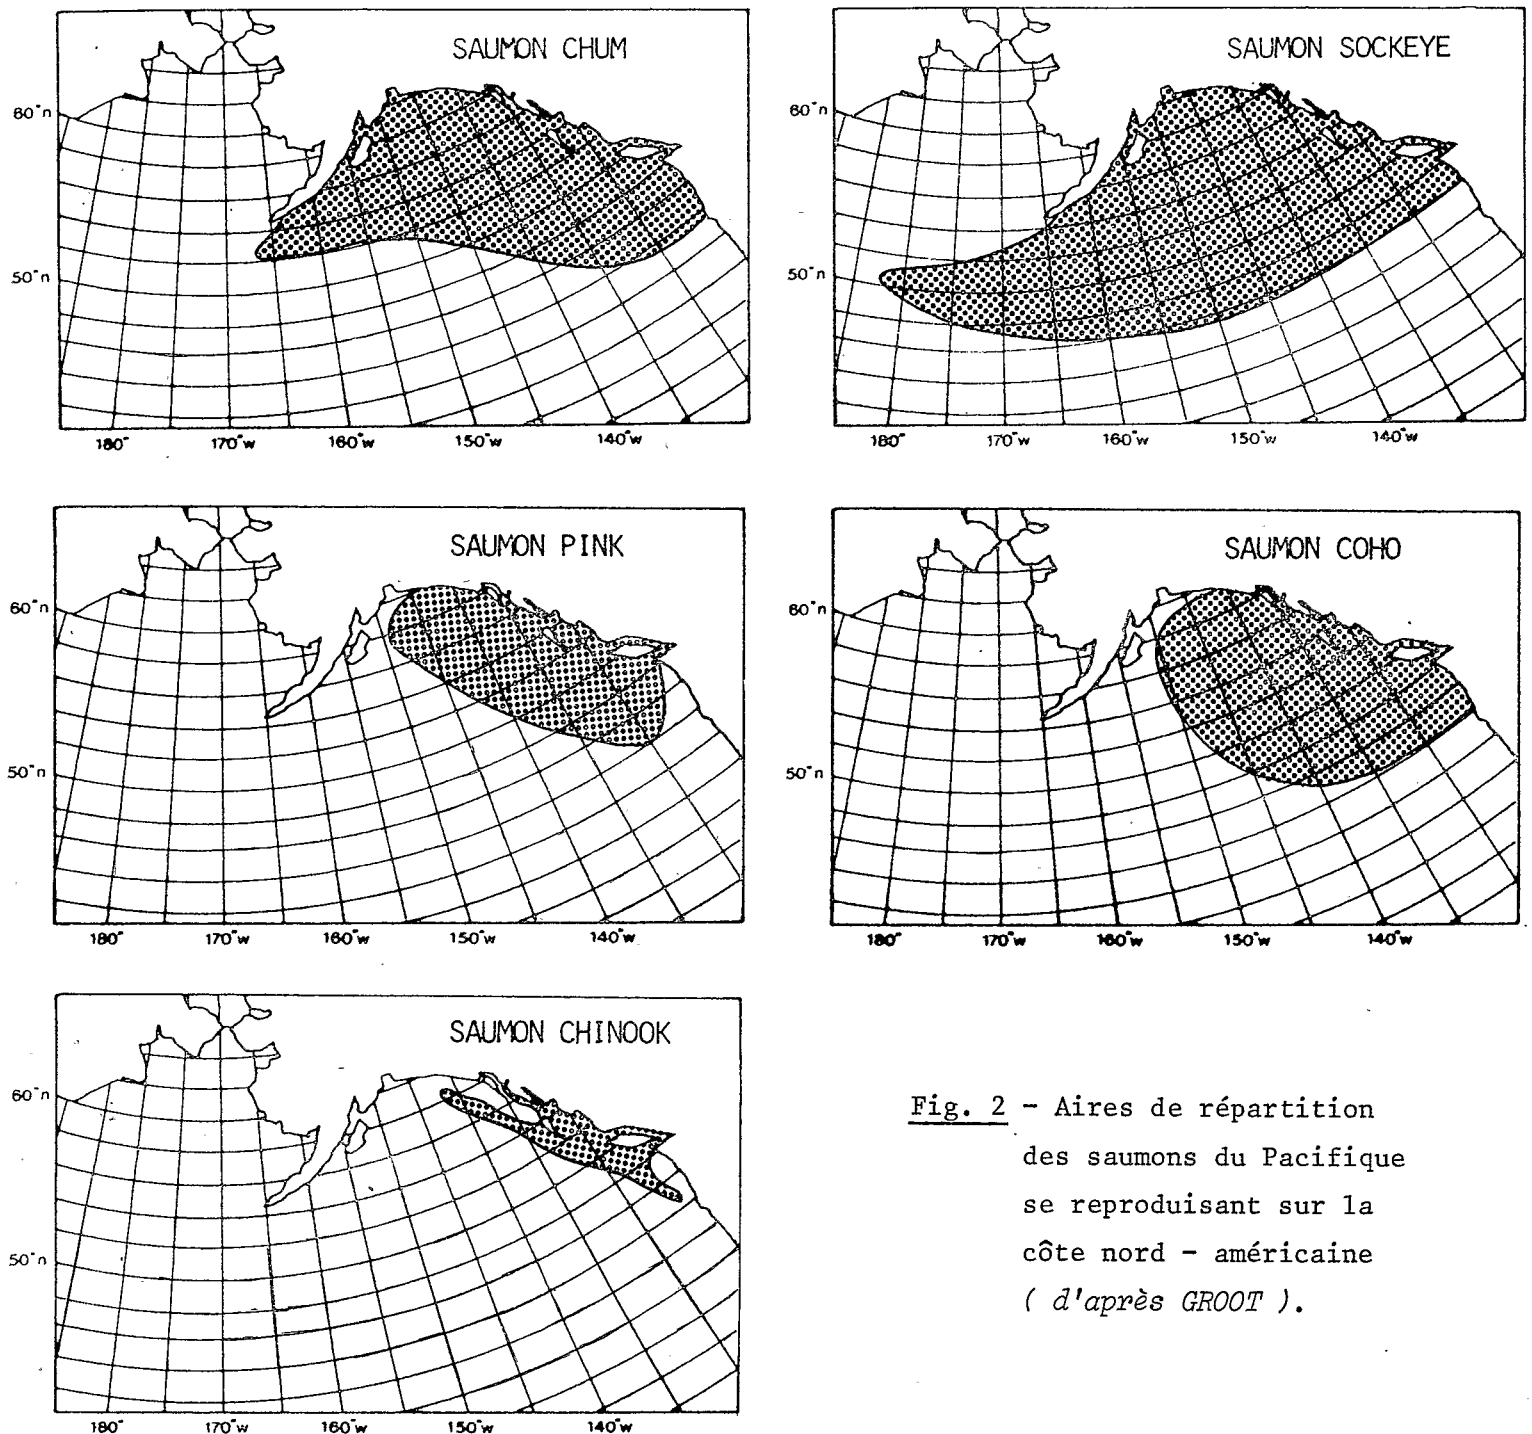 SAUMON CHUM
60°n
50°n
180°
170°w
160°w
150°w
140°w
SAUMON SOCKEYE
60°n
50°n
180°
170°w
160°w
150°w
140°w
SAUMON PINK
60°n
50°n
180°
170°w
160°w
150°w
140°w
SAUMON COHO
60°n
50°n
180°
170°w
160°w
150°w
140°w
SAUMON CHINOOK
60°n
50°n
180°
170°w
160°w
150°w
140°w
Fig. 2 - Aires de répartition
des saumons du Pacifique
se reproduisant sur la
côte nord - américaine
( d'après GROOT ).